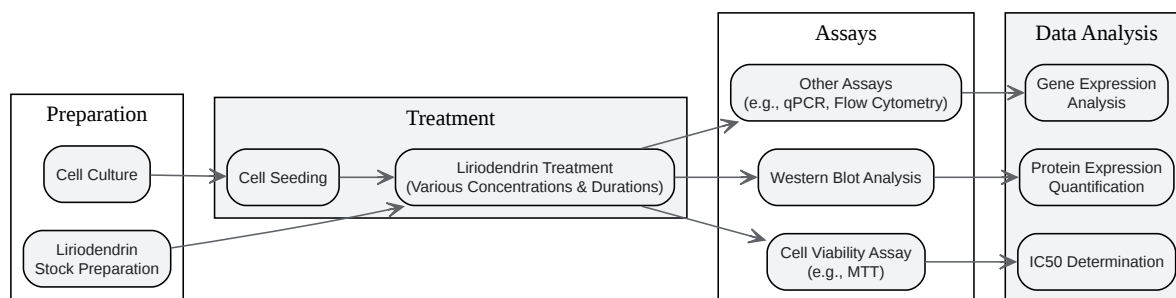 Preparation
Cell Culture
Liriodendrin
Stock Preparation
Treatment
Cell Seeding
Liriodendrin Treatment
(Various Concentrations & Durations)
Assays
Other Assays
(e.g., qPCR, Flow Cytometry)
Western Blot Analysis
Cell Viability Assay
(e.g., MTT)
Data Analysis
Gene Expression
Analysis
Protein Expression
Quantification
IC50 Determination